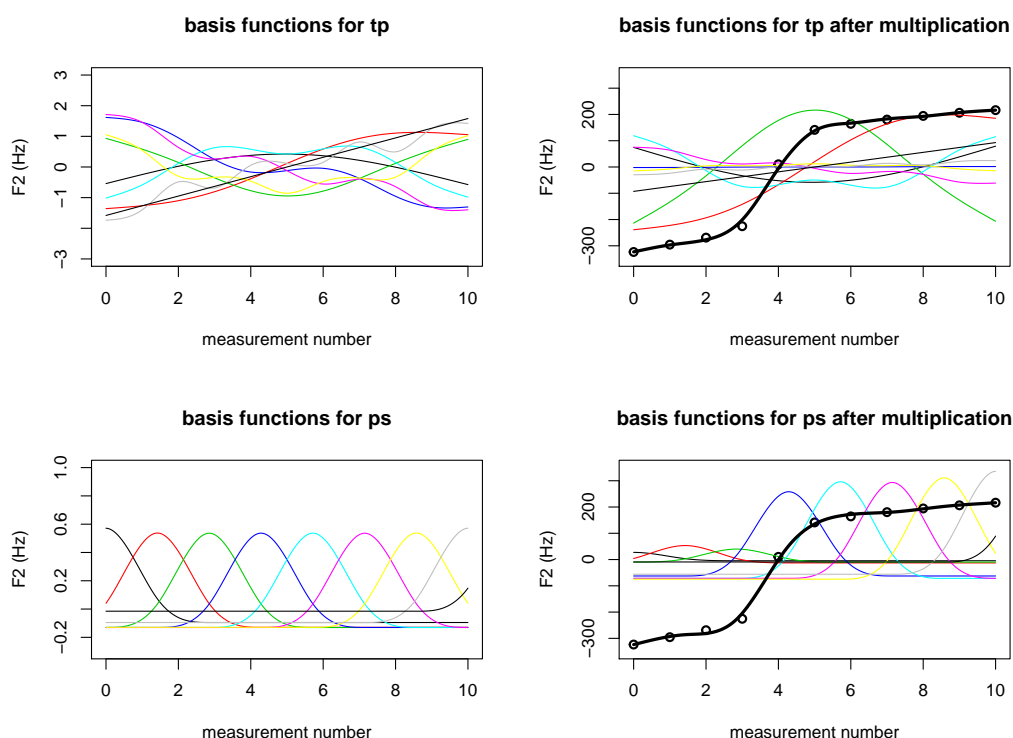 basis functions for tp
F2 (Hz)
3
2
1
0
−1
−3
0 2 4 6 8 10
measurement number
basis functions for tp after multiplication
F2 (Hz)
200
0
−300
0 2 4 6 8 10
measurement number
basis functions for ps
F2 (Hz)
1.0
0.6
0.2
−0.2
0 2 4 6 8 10
measurement number
basis functions for ps after multiplication
F2 (Hz)
200
0
−300
0 2 4 6 8 10
measurement number